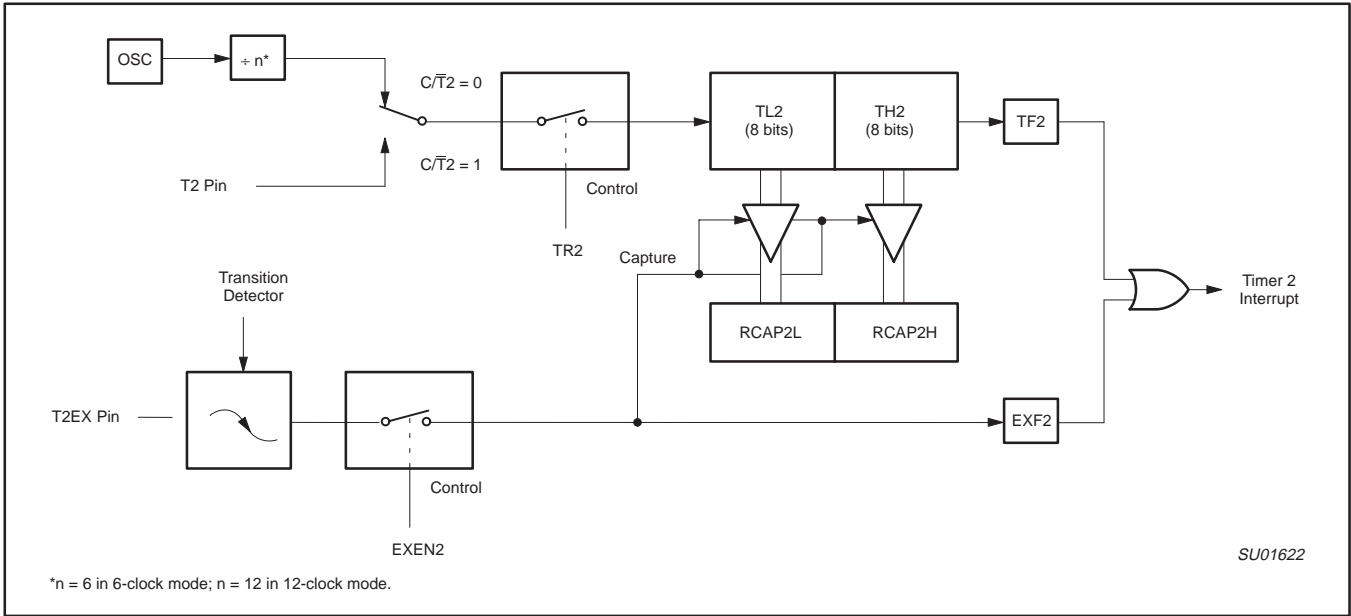 OSC
÷ n*
C/T̅2 = 0
TL2
(8 bits)
TH2
(8 bits)
TF2
C/T̅2 = 1
T2 Pin
Control
TR2
Capture
Transition
Detector
Timer 2
Interrupt
RCAP2L
RCAP2H
T2EX Pin
EXF2
Control
EXEN2
SU01622
*n = 6 in 6-clock mode; n = 12 in 12-clock mode.